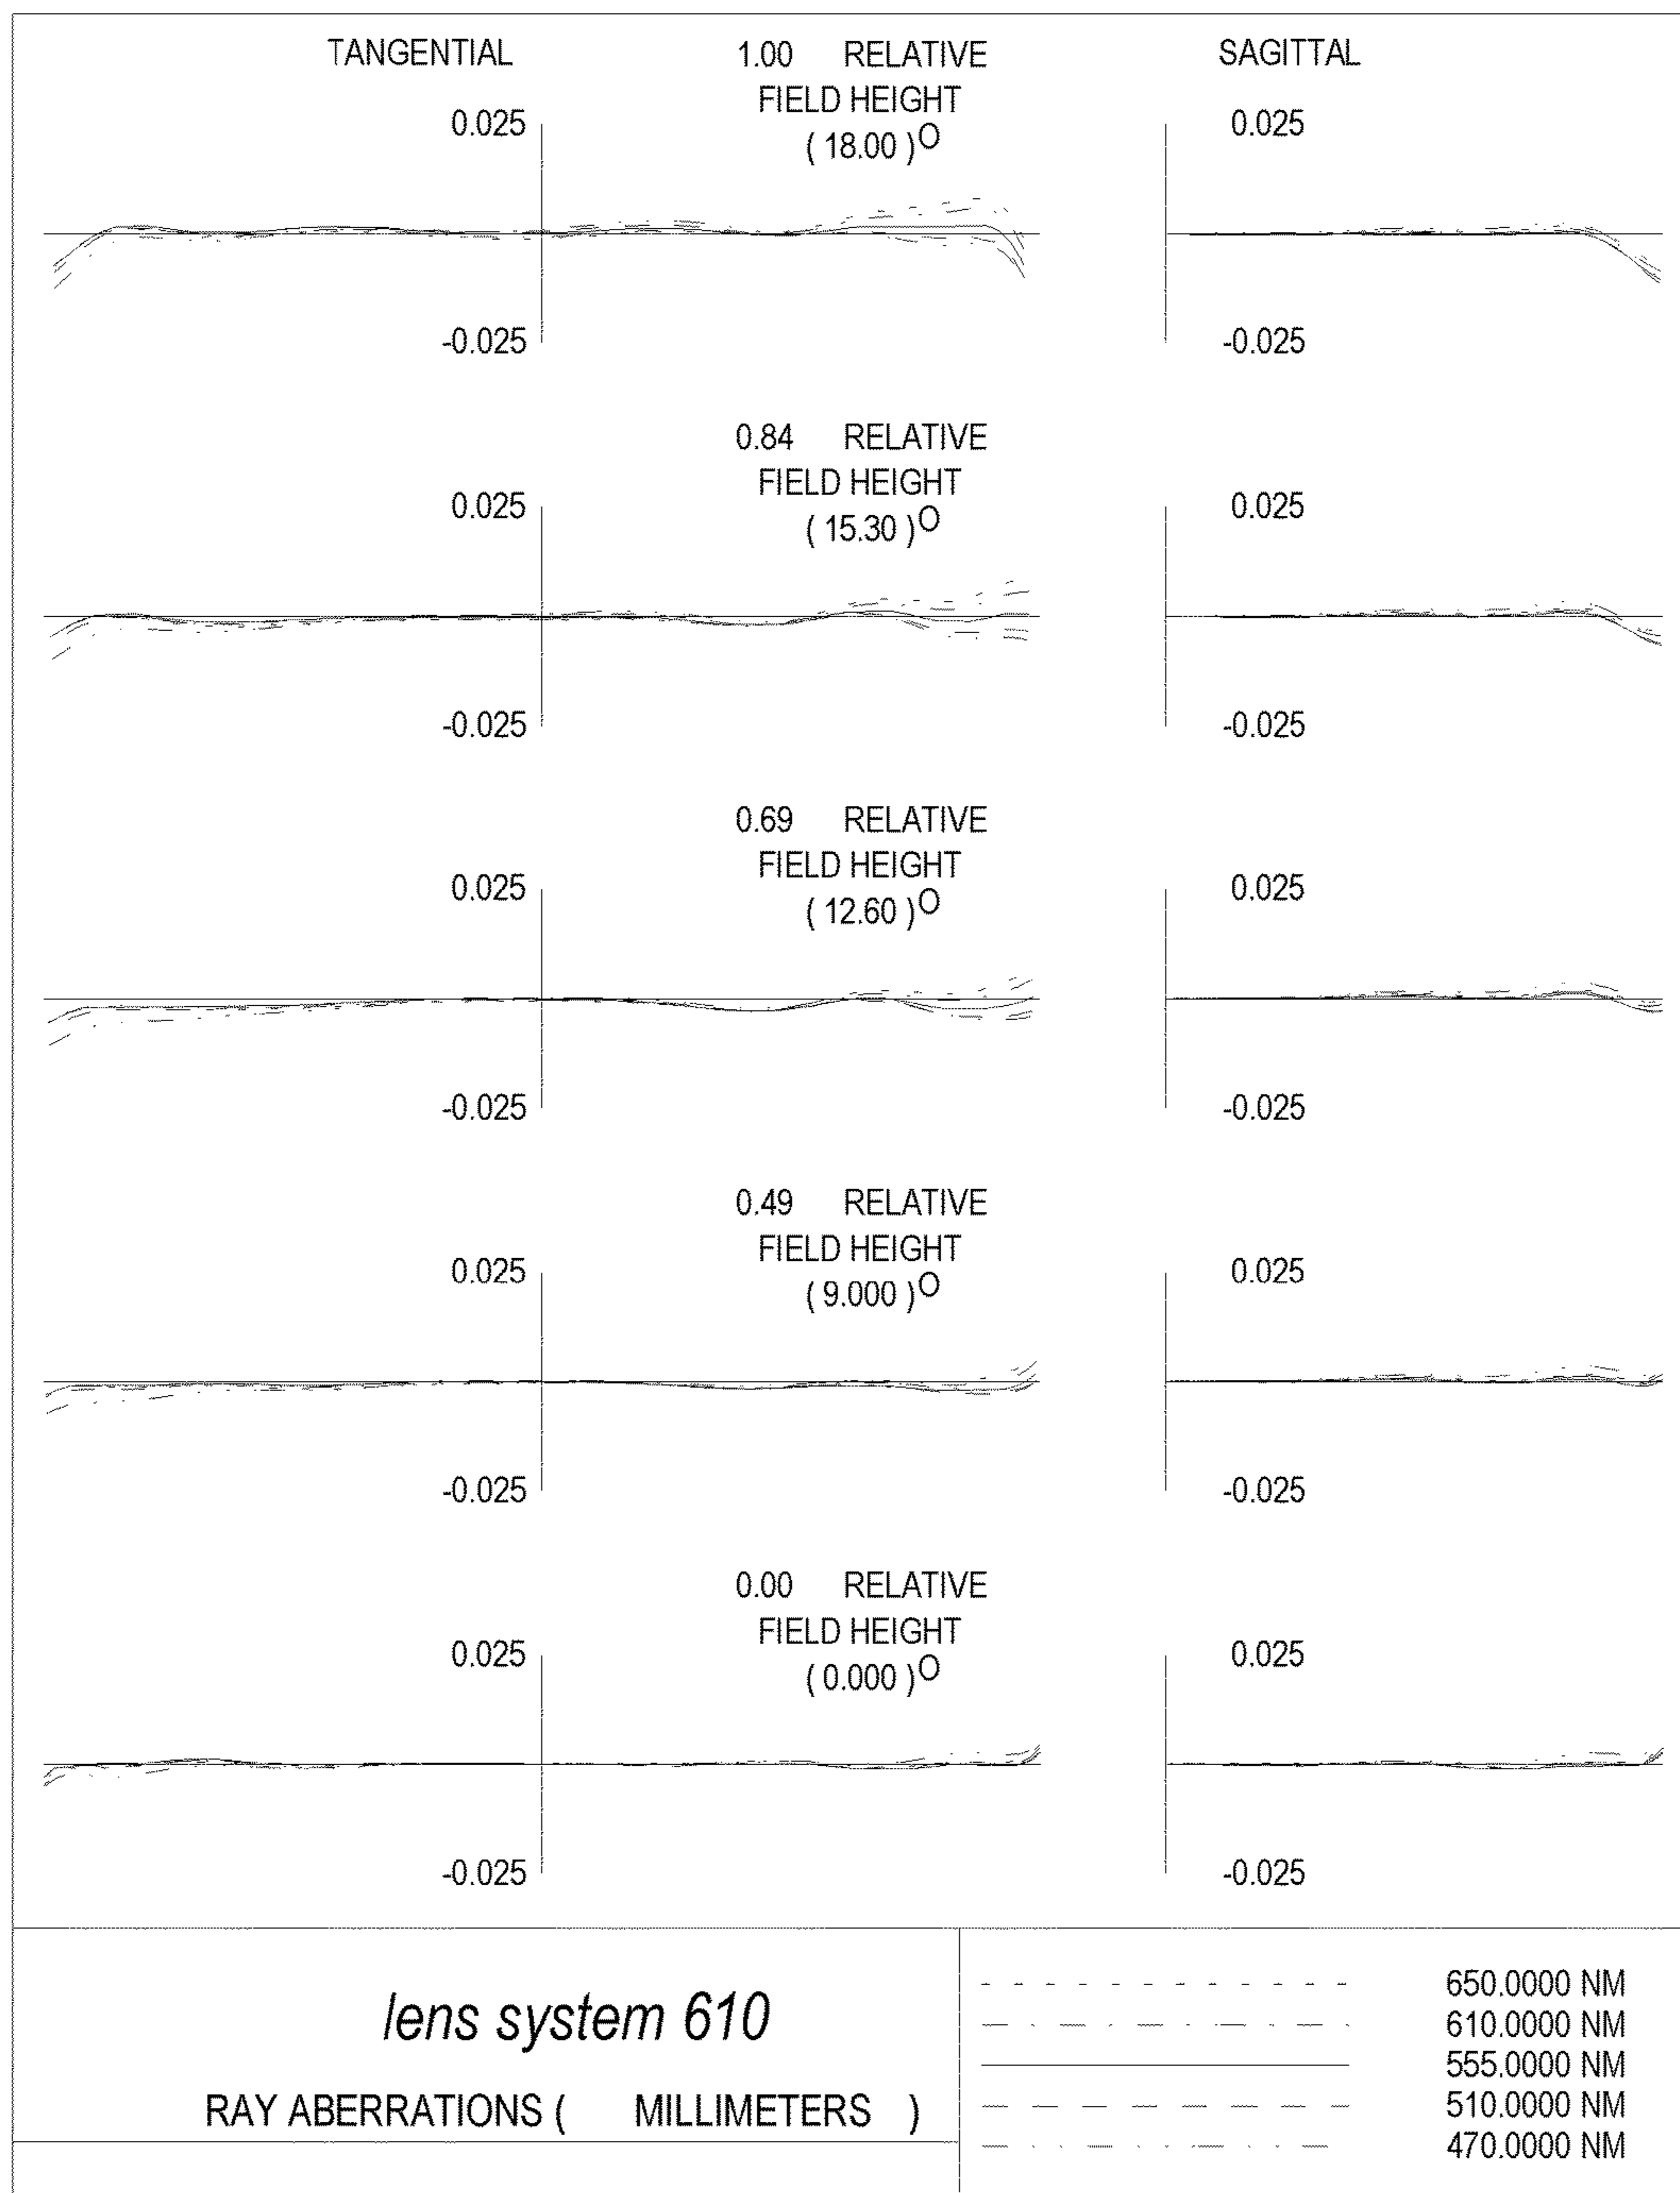 TANGENTIAL 1.00 RELATIVE SAGITTAL
FIELD HEIGHT
0.025 ( 18.00 )O 0.025
-0.025 -0.025
0.84 RELATIVE
FIELD HEIGHT
0.025 ( 15.30 )O 0.025
-0.025 -0.025
0.69 RELATIVE
FIELD HEIGHT
0.025 ( 12.60 )O 0.025
-0.025 -0.025
0.49 RELATIVE
FIELD HEIGHT
0.025 ( 9.000 )O 0.025
-0.025 -0.025
0.00 RELATIVE
FIELD HEIGHT
0.025 ( 0.000 )O 0.025
-0.025 -0.025
lens system 610
RAY ABERRATIONS ( MILLIMETERS )
650.0000 NM
610.0000 NM
555.0000 NM
510.0000 NM
470.0000 NM